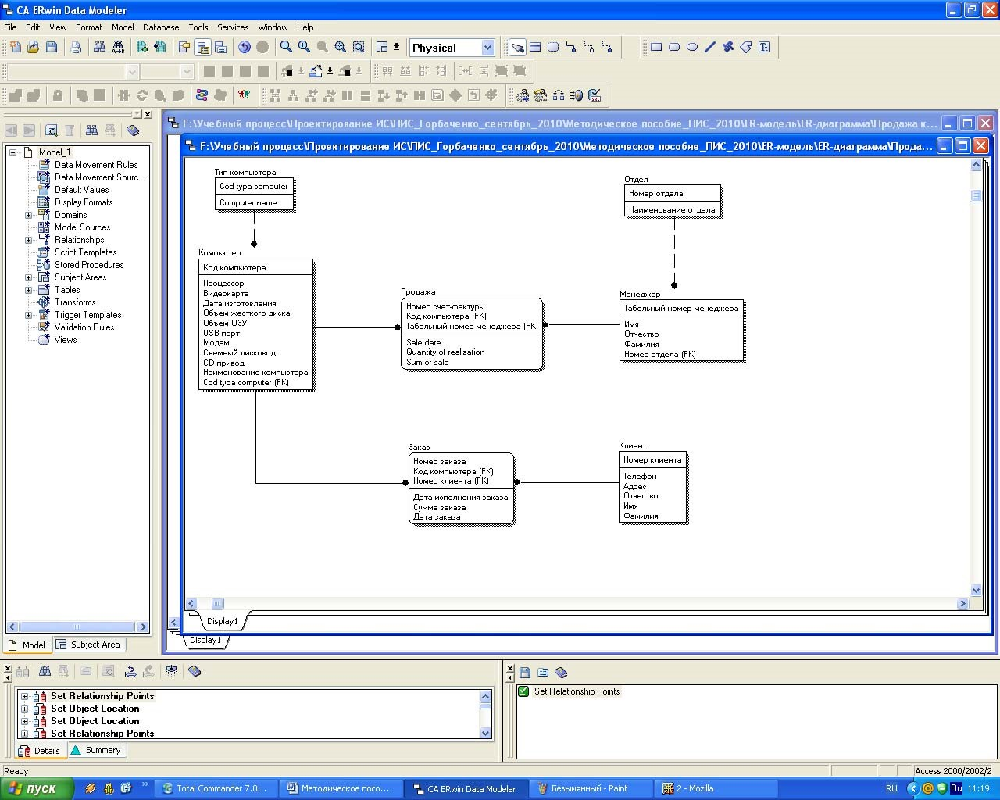 CA ERwin Data Modeler
File Edit View Format Model Database Tools Services Window Help
Physical
F:\Учебный процесс\Проектирование ИС\ПИС_Горбаченко_сентябрь_2010\Методическое пособие_ПИС_2010\ER-модель\ER-диаграмма\Продажа к...
F:\Учебный процесс\Проектирование ИС\ПИС_Горбаченко_сентябрь_2010\Методическое пособие_ПИС_2010\ER-модель\ER-диаграмма\Прода...
Model_1
Data Movement Rules
Data Movement Sourc...
Default Values
Display Formats
Domains
Model Sources
Relationships
Script Templates
Stored Procedures
Subject Areas
Tables
Transforms
Trigger Templates
Validation Rules
Views
Model
Subject Area
Тип компьютера
Cod typa computer
Computer name
Отдел
Номер отдела
Наименование отдела
Компьютер
Код компьютера
Процессор
Видеокарта
Дата изготовления
Объем жесткого диска
Объем ОЗУ
USB порт
Модем
Съемный дисковод
CD привод
Наименование компьютера
Cod typa computer (FK)
Продажа
Номер счет-фактуры
Код компьютера (FK)
Табельный номер менеджера (FK)
Sale date
Quantity of realization
Sum of sale
Менеджер
Табельный номер менеджера
Имя
Отчество
Фамилия
Номер отдела (FK)
Заказ
Номер заказа
Код компьютера (FK)
Номер клиента (FK)
Дата исполнения заказа
Сумма заказа
Дата заказа
Клиент
Номер клиента
Телефон
Адрес
Отчество
Имя
Фамилия
Display1
Display1
Set Relationship Points
Set Object Location
Set Object Location
Set Relationship Points
Details
Summary
Set Relationship Points
Ready
Access 2000/2002/2
пуск
Total Commander 7.0...
Методическое посо...
CA ERwin Data Modeler
Безымянный - Paint
2 - Mozilla
RU
Ru
11:19